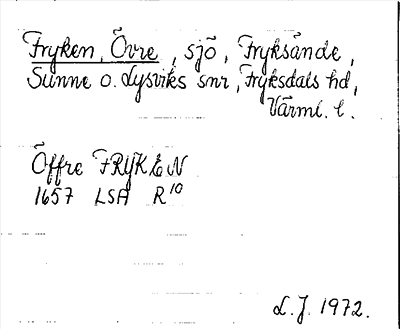 Fryken, Övre, sjö, Fryksände,
Sunne o. Lysviks snr, Fryksdals hd,
Värml. l.
Öffre FRYKEN
1657 LSA R10
L.J. 1972.